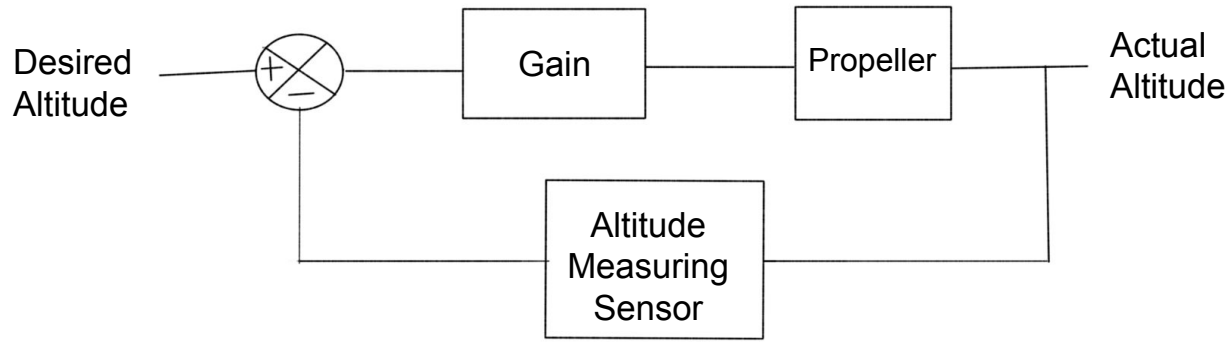 Desired
Altitude
+
−
Gain
Propeller
Actual
Altitude
Altitude
Measuring
Sensor